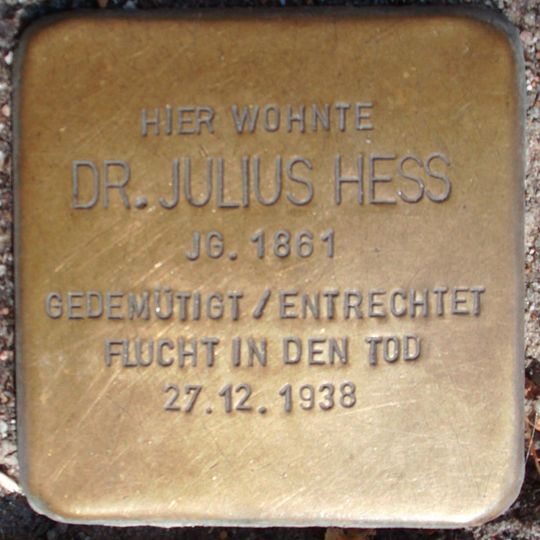 HIER WOHNTE
DR. JULIUS HESS
JG. 1861
GEDEMÜTIGT / ENTRECHTET
FLUCHT IN DEN TOD
27.12.1938